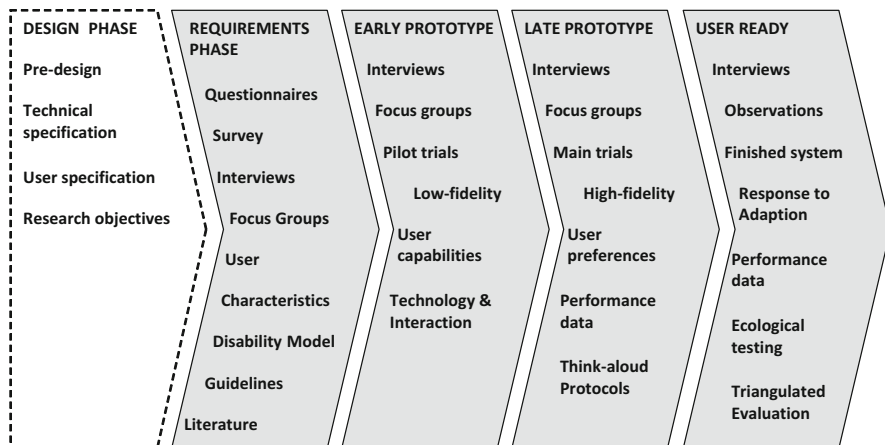 DESIGN PHASE
Pre-design
Technical
specification
User specification
Research objectives
REQUIREMENTS
PHASE
Questionnaires
Survey
Interviews
Focus Groups
User
Characteristics
Disability Model
Guidelines
Literature
EARLY PROTOTYPE
Interviews
Focus groups
Pilot trials
Low-fidelity
User
capabilities
Technology &
Interaction
LATE PROTOTYPE
Interviews
Focus groups
Main trials
High-fidelity
User
preferences
Performance
data
Think-aloud
Protocols
USER READY
Interviews
Observations
Finished system
Response to
Adaption
Performance
data
Ecological
testing
Triangulated
Evaluation